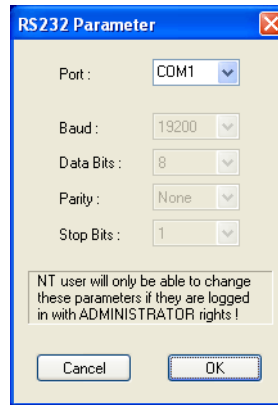 RS232 Parameter
Port : COM1
Baud : 19200
Data Bits : 8
Parity : None
Stop Bits : 1
NT user will only be able to change
these parameters if they are logged
in with ADMINISTRATOR rights !
Cancel OK